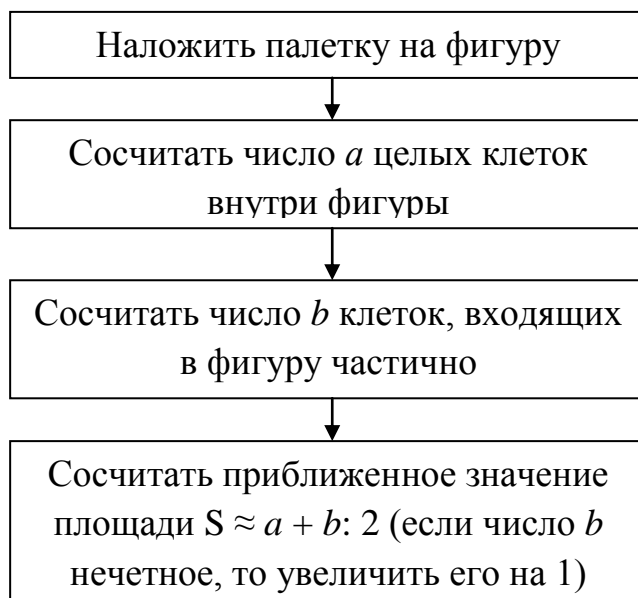 Наложить палетку на фигуру
Сосчитать число a целых клеток
внутри фигуры
Сосчитать число b клеток, входящих
в фигуру частично
Сосчитать приближенное значение
площади S ≈ a + b: 2 (если число b
нечетное, то увеличить его на 1)